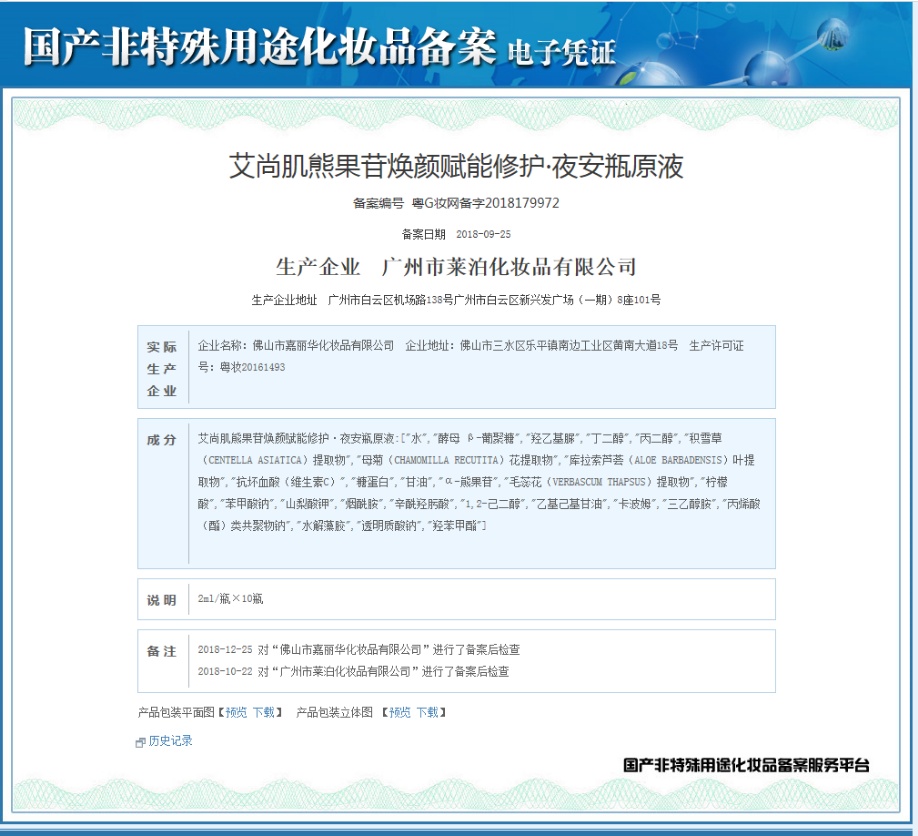 国产非特殊用途化妆品备案 电子凭证
艾尚肌熊果苷焕颜赋能修护·夜安瓶原液
备案编号 粤G妆网备字2018179972
备案日期 2018-09-25
生产企业 广州市莱泊化妆品有限公司
生产企业地址 广州市白云区机场路138号广州市白云区新兴发广场（一期）8座101号
实际
生产
企业
企业名称：佛山市嘉丽华化妆品有限公司 企业地址：佛山市三水区乐平镇南边工业区黄南大道18号 生产许可证
号：粤妆20161493
成分
艾尚肌熊果苷焕颜赋能修护·夜安瓶原液:["水","酵母 β-葡聚糖","羟乙基脲","丁二醇","丙二醇","积雪草
（CENTELLA ASIATICA）提取物","母菊（CHAMOMILLA RECUTITA）花提取物","库拉索芦荟（ALOE BARBADENSIS）叶提
取物","抗坏血酸（维生素C）","糖蛋白","甘油","α-熊果苷","毛蕊花（VERBASCUM THAPSUS）提取物","柠檬
酸","苯甲酸钠","山梨酸钾","烟酰胺","辛酰羟肟酸","1,2-己二醇","乙基己基甘油","卡波姆","三乙醇胺","丙烯酸
（酯）类共聚物钠","水解藻胶","透明质酸钠","羟苯甲酯"]
说明
2ml/瓶×10瓶
备注
2018-12-25 对“佛山市嘉丽华化妆品有限公司”进行了备案后检查
2018-10-22 对“广州市莱泊化妆品有限公司”进行了备案后检查
产品包装平面图【预览 下载】 产品包装立体图 【预览 下载】
历史记录
国产非特殊用途化妆品备案服务平台